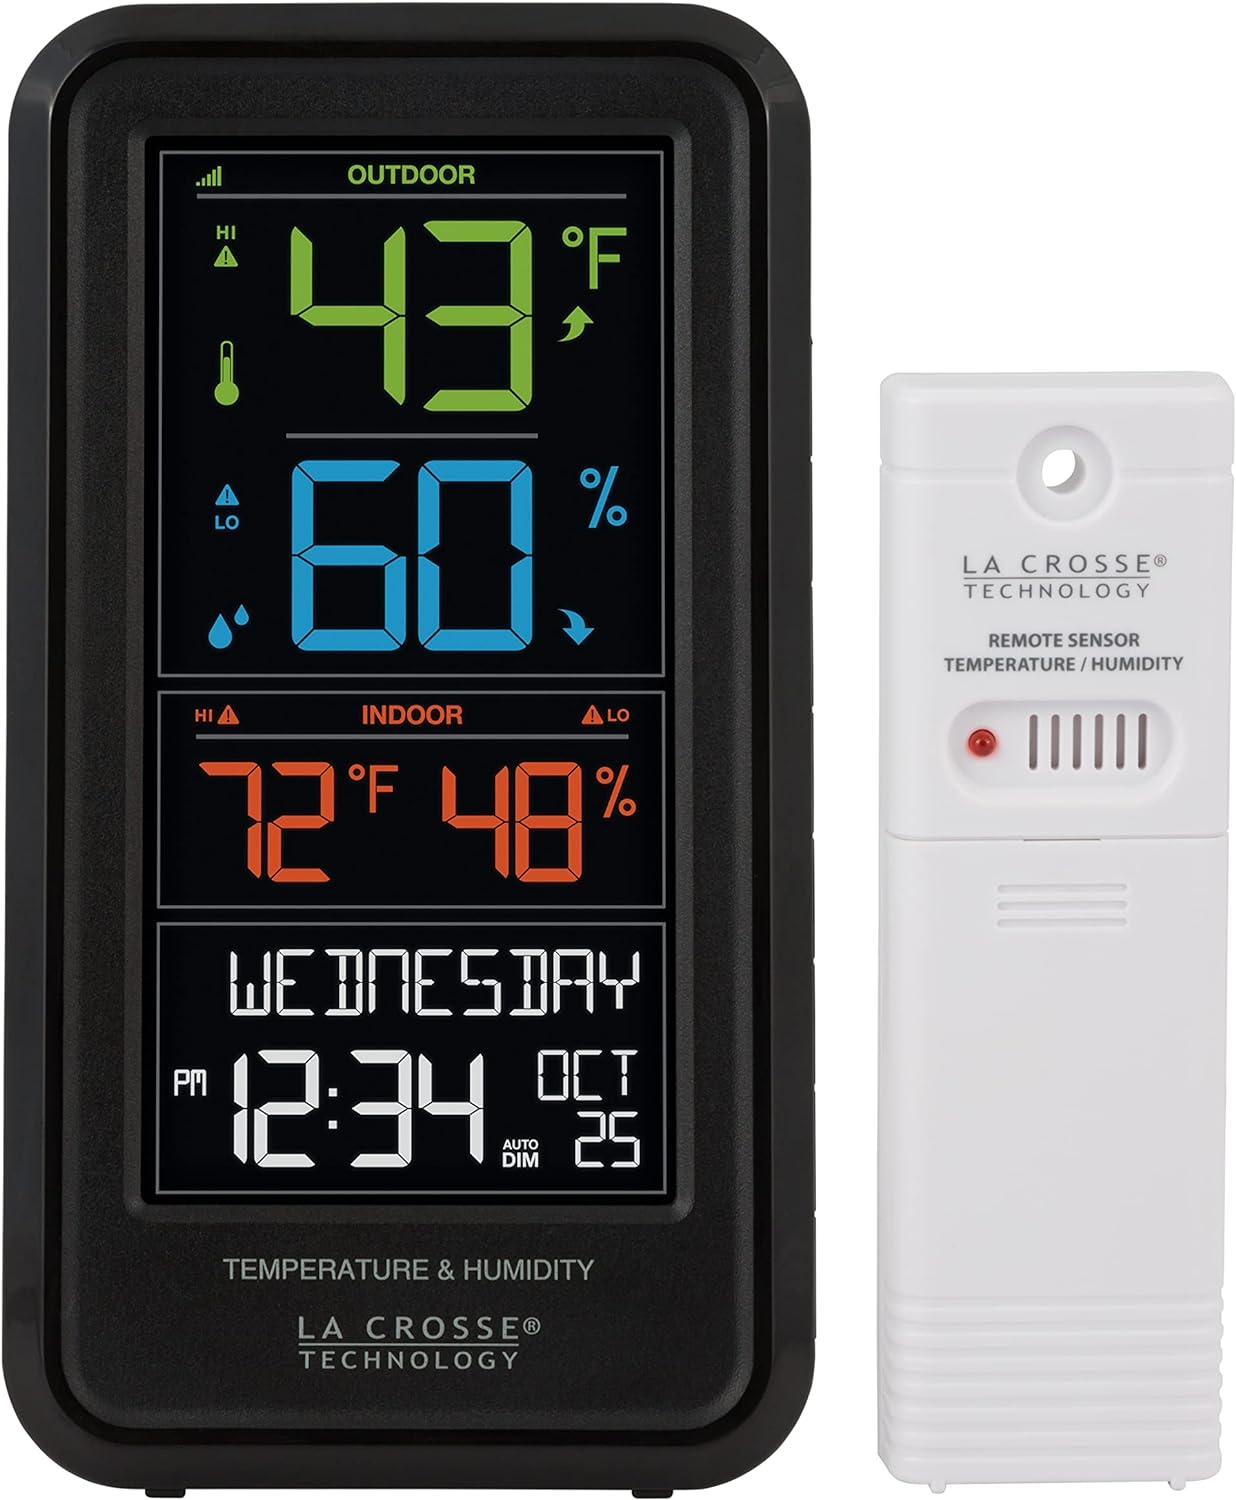 OUTDOOR
HI
43 °F
60 %
LO
HI INDOOR LO
72 °F 48 %
WEDNESDAY
PM 12:34 OCT
25
AUTO
DIM
TEMPERATURE & HUMIDITY
LA CROSSE®
TECHNOLOGY
LA CROSSE®
TECHNOLOGY
REMOTE SENSOR
TEMPERATURE / HUMIDITY